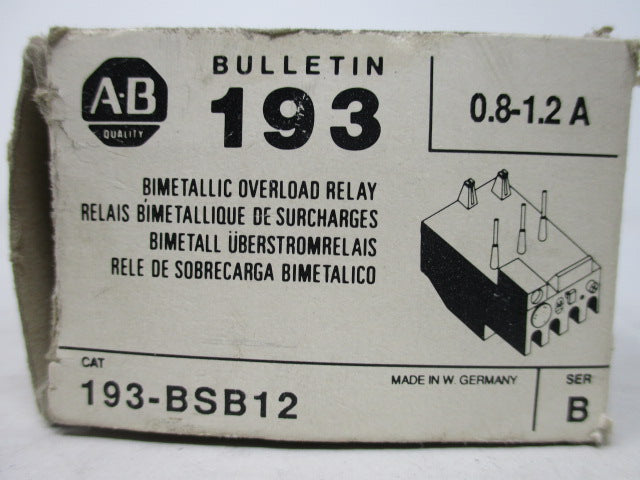 A·B
QUALITY
BULLETIN
193
0.8-1.2 A
BIMETALLIC OVERLOAD RELAY
RELAIS BIMETALLIQUE DE SURCHARGES
BIMETALL ÜBERSTROMRELAIS
RELE DE SOBRECARGA BIMETALICO
CAT
193-BSB12
MADE IN W. GERMANY
SER
B